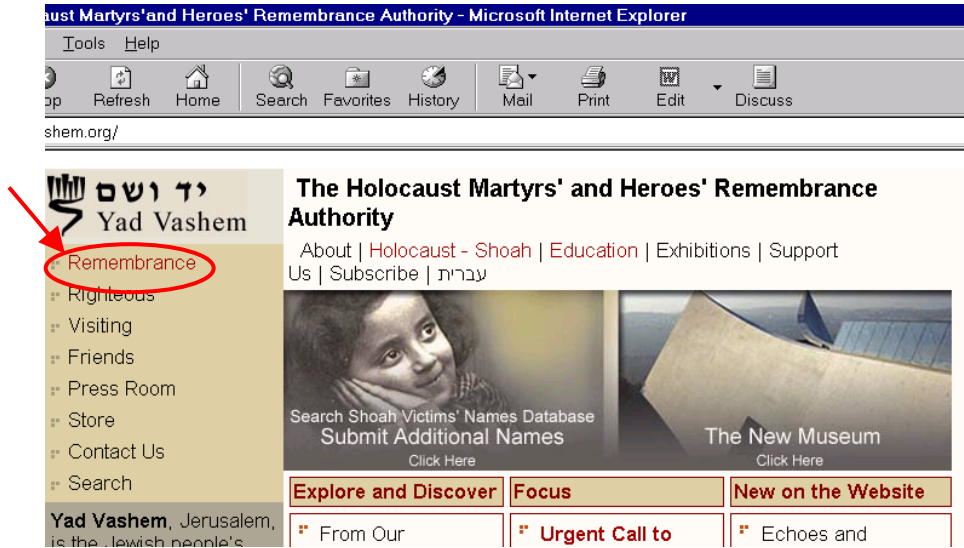 aust Martyrs'and Heroes' Remembrance Authority - Microsoft Internet Explorer
Tools Help
op Refresh Home Search Favorites History Mail Print Edit Discuss
shem.org/
יד ושם
Yad Vashem
Remembrance
Righteous
Visiting
Friends
Press Room
Store
Contact Us
Search
Yad Vashem, Jerusalem,
is the Jewish people's
The Holocaust Martyrs' and Heroes' Remembrance
Authority
About | Holocaust - Shoah | Education | Exhibitions | Support
Us | Subscribe | עברית
Search Shoah Victims' Names Database
Submit Additional Names
Click Here
The New Museum
Click Here
Explore and Discover
From Our
Focus
Urgent Call to
New on the Website
Echoes and